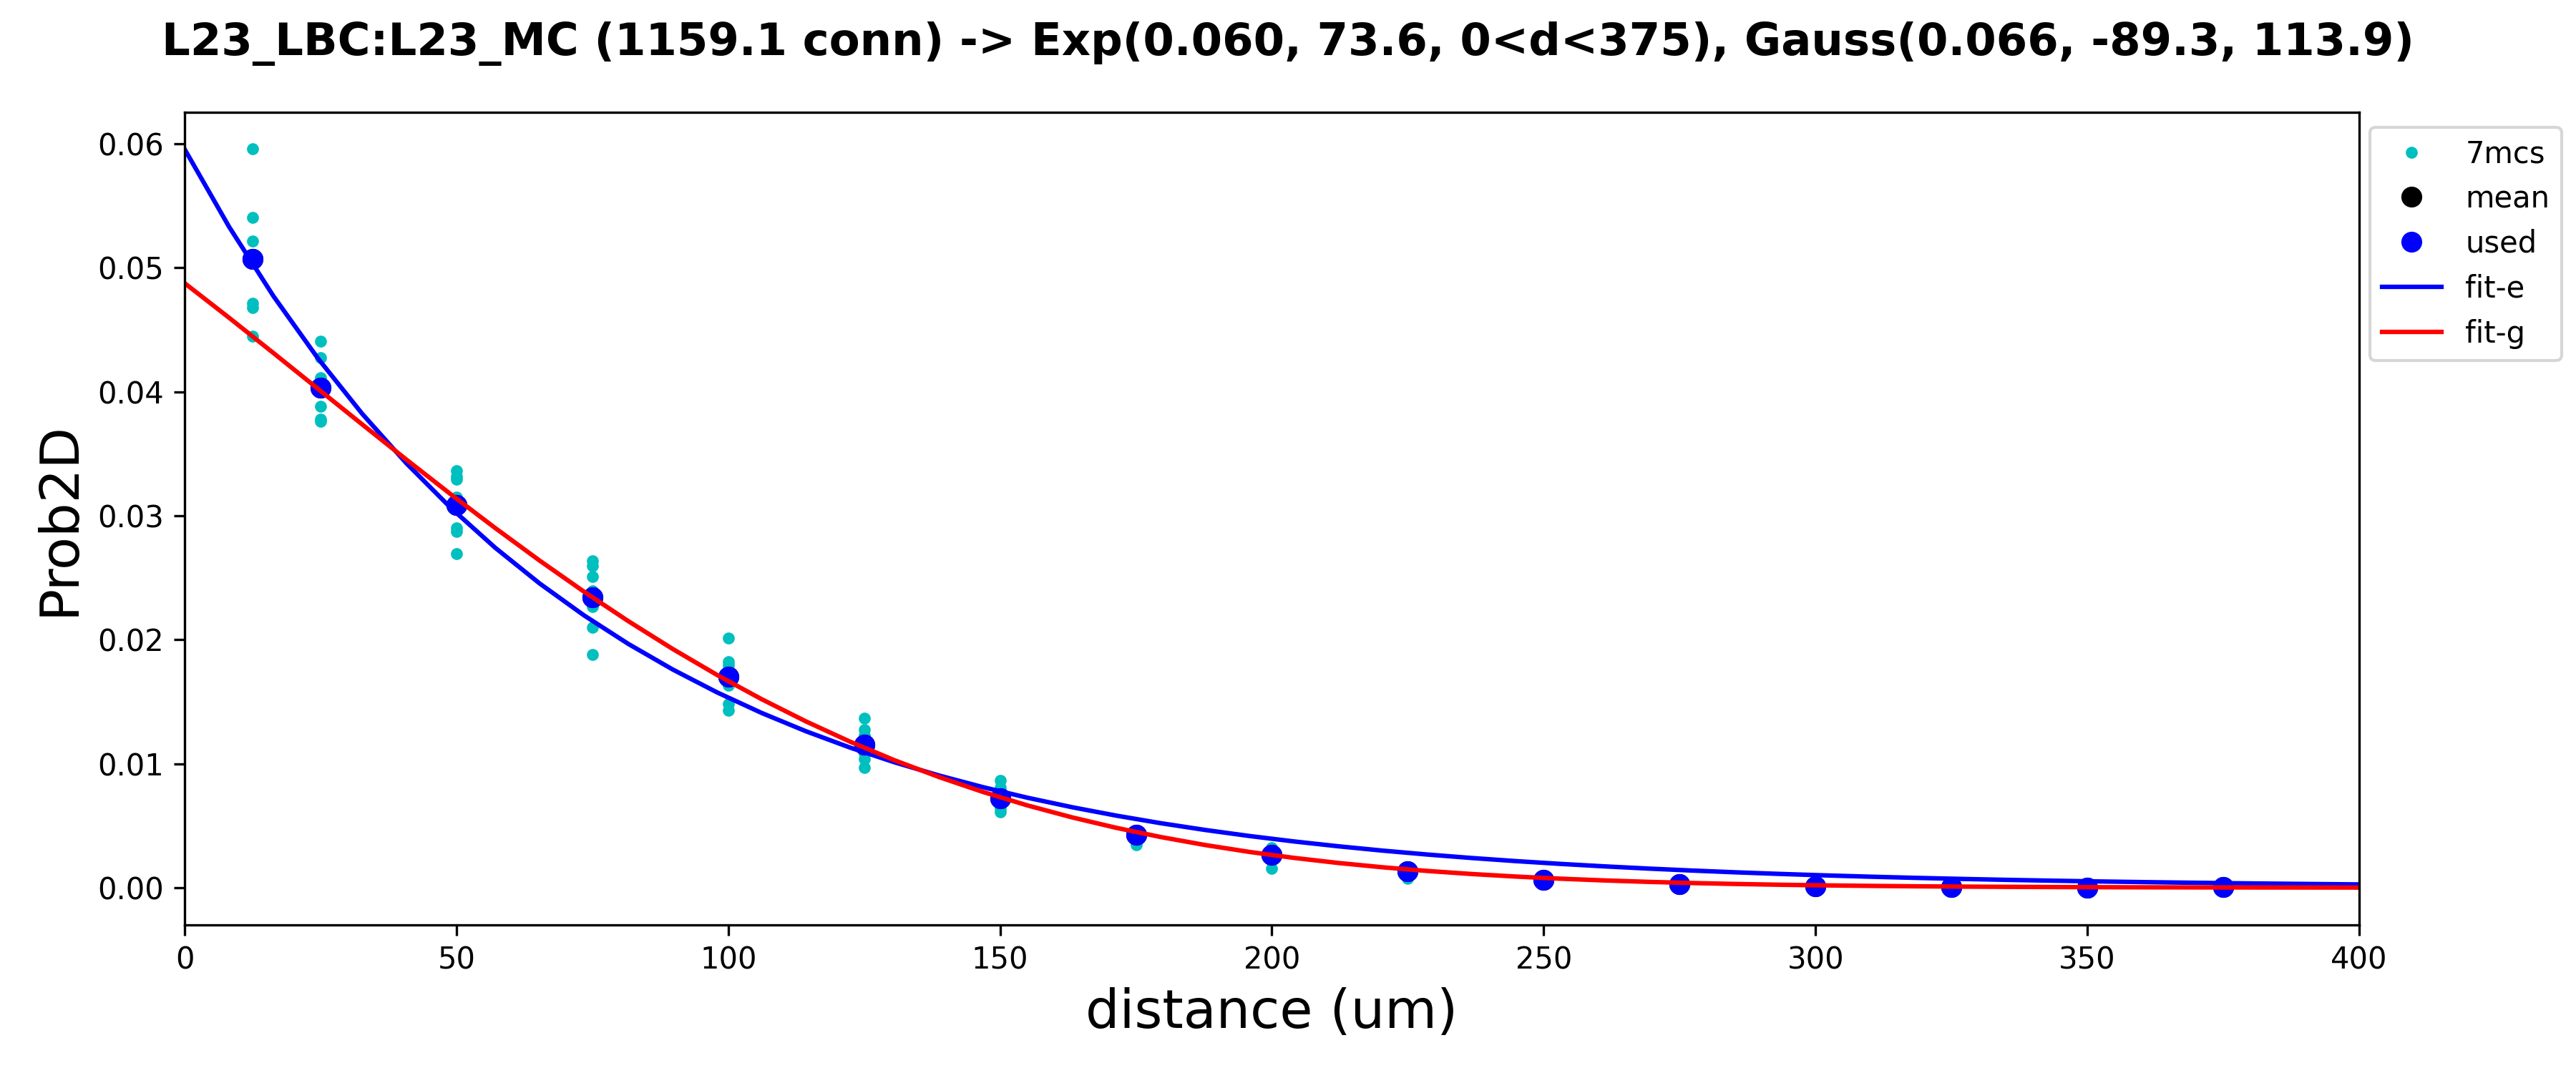 L23_LBC:L23_MC (1159.1 conn) -> Exp(0.060, 73.6, 0<d<375), Gauss(0.066, -89.3, 113.9)
0.06
0.05
0.04
0.03
0.02
0.01
0.00
Prob2D
0 50 100 150 200 250 300 350 400
distance (um)
7mcs
mean
used
fit-e
fit-g